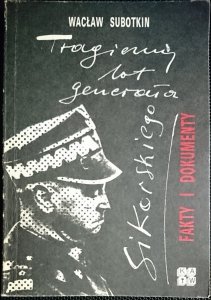 WACŁAW SUBOTKIN
Tragiczny
lot
generała
Sikorskiego
FAKTY I DOKUMENTY